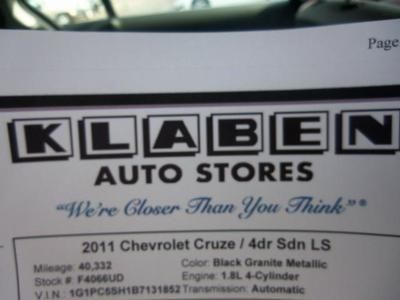 Page
KLABEN
AUTO STORES
"We're Closer Than You Think"®
2011 Chevrolet Cruze / 4dr Sdn LS
Mileage: 40,332 Color: Black Granite Metallic
Stock #: F4066UD Engine: 1.8L 4-Cylinder
V.I.N.: 1G1PC5SH1B7131852 Transmission: Automatic